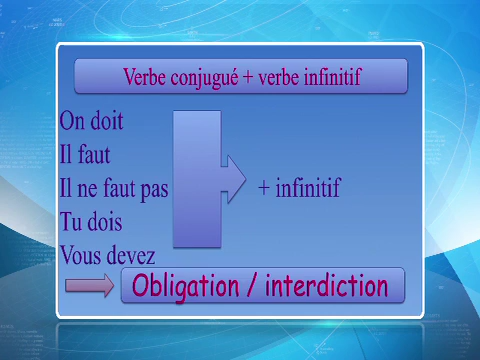 Verbe conjugué + verbe infinitif
On doit
Il faut
Il ne faut pas
+ infinitif
Tu dois
Vous devez
Obligation / interdiction